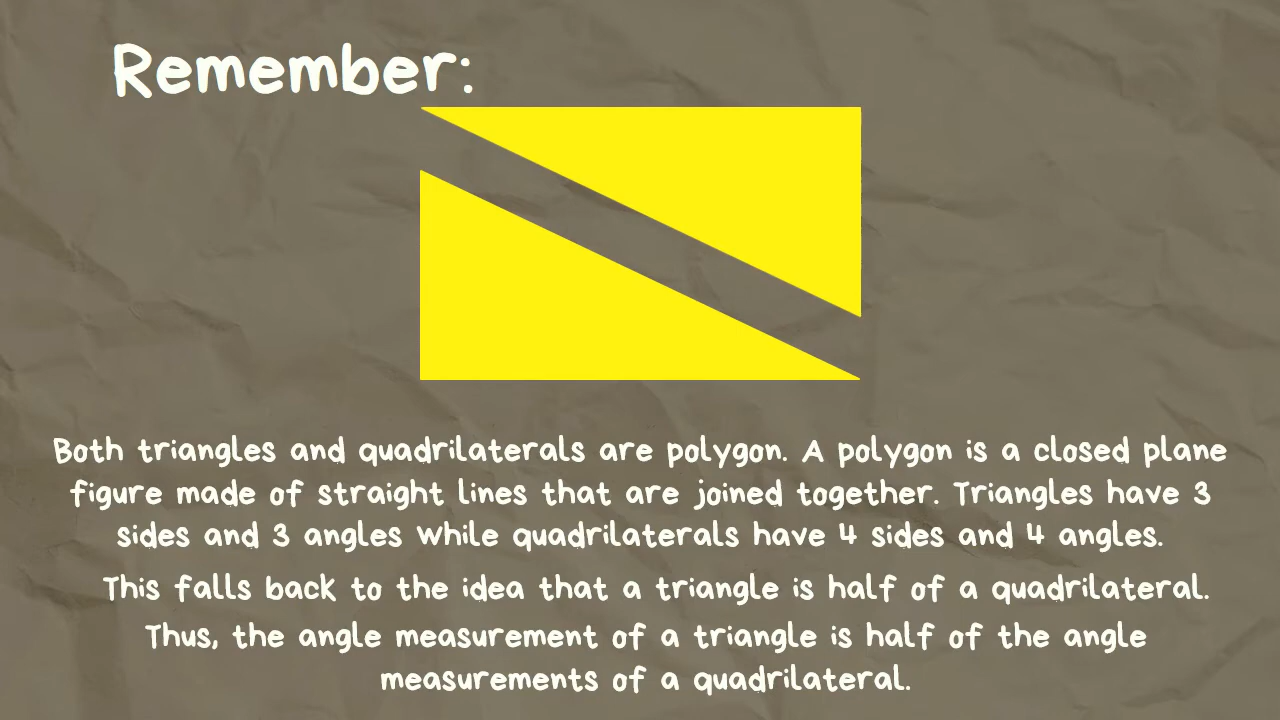 Remember:
Both triangles and quadrilaterals are polygon. A polygon is a closed plane
figure made of straight lines that are joined together. Triangles have 3
sides and 3 angles while quadrilaterals have 4 sides and 4 angles.
This falls back to the idea that a triangle is half of a quadrilateral.
Thus, the angle measurement of a triangle is half of the angle
measurements of a quadrilateral.